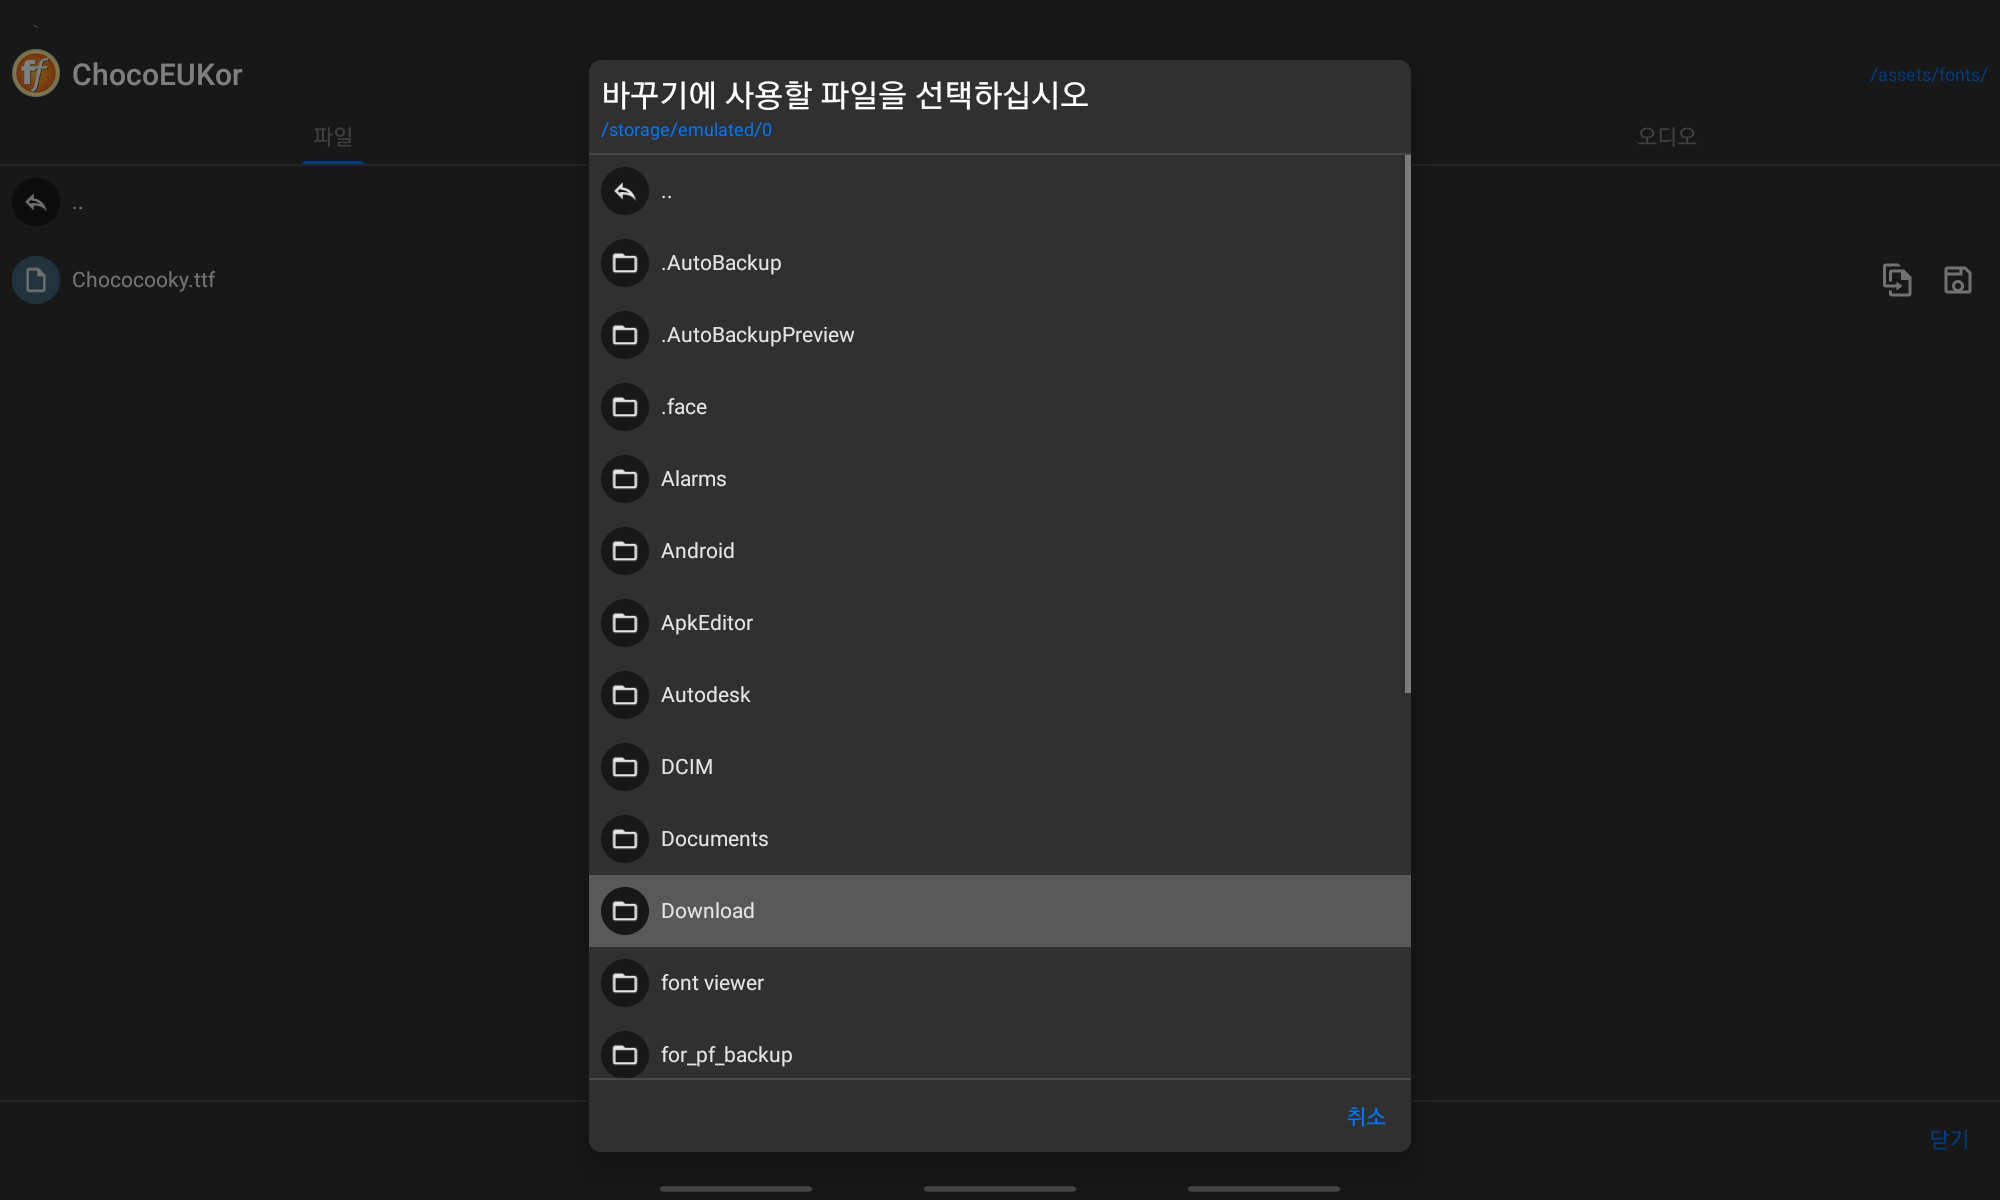 ChocoEUKor
/assets/fonts/
파일
오디오
..
Chococooky.ttf
바꾸기에 사용할 파일을 선택하십시오
/storage/emulated/0
..
.AutoBackup
.AutoBackupPreview
.face
Alarms
Android
ApkEditor
Autodesk
DCIM
Documents
Download
font viewer
for_pf_backup
취소
닫기